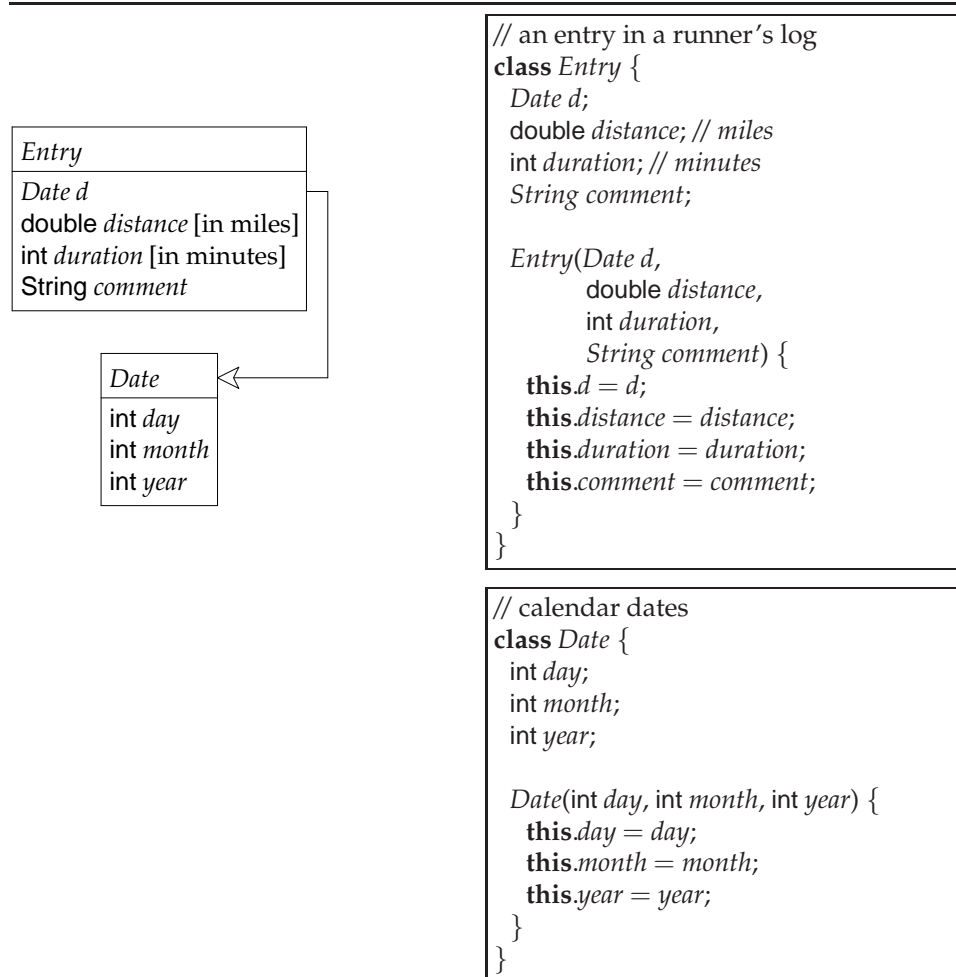 Entry
Date d
double distance [in miles]
int duration [in minutes]
String comment
Date
int day
int month
int year
// an entry in a runner's log
class Entry {
Date d;
double distance; // miles
int duration; // minutes
String comment;
Entry(Date d,
double distance,
int duration,
String comment) {
this.d = d;
this.distance = distance;
this.duration = duration;
this.comment = comment;
}
}
// calendar dates
class Date {
int day;
int month;
int year;
Date(int day, int month, int year) {
this.day = day;
this.month = month;
this.year = year;
}
}